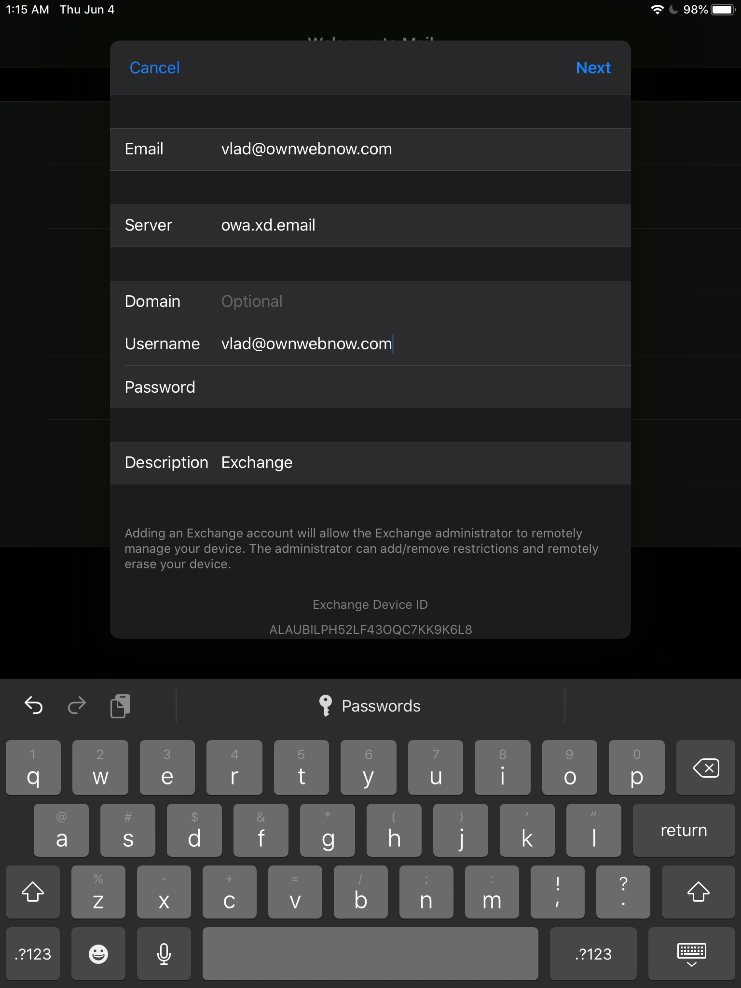 1:15 AM Thu Jun 4 98%
Welcome to Mail
Cancel Next
Email vlad@ownwebnow.com
Server owa.xd.email
Domain Optional
Username vlad@ownwebnow.com
Password
Description Exchange
Adding an Exchange account will allow the Exchange administrator to remotely
manage your device. The administrator can add/remove restrictions and remotely
erase your device.
Exchange Device ID
ALAUBILPH52LF43OQC7KK9K6L8
Passwords
1 2 3 4 5 6 7 8 9 0
q w e r t y u i o p
@ # $ & * ( ) ' "
a s d f g h j k l return
% - + = / ; : ! ?
z x c v b n m , .
.?123 .?123